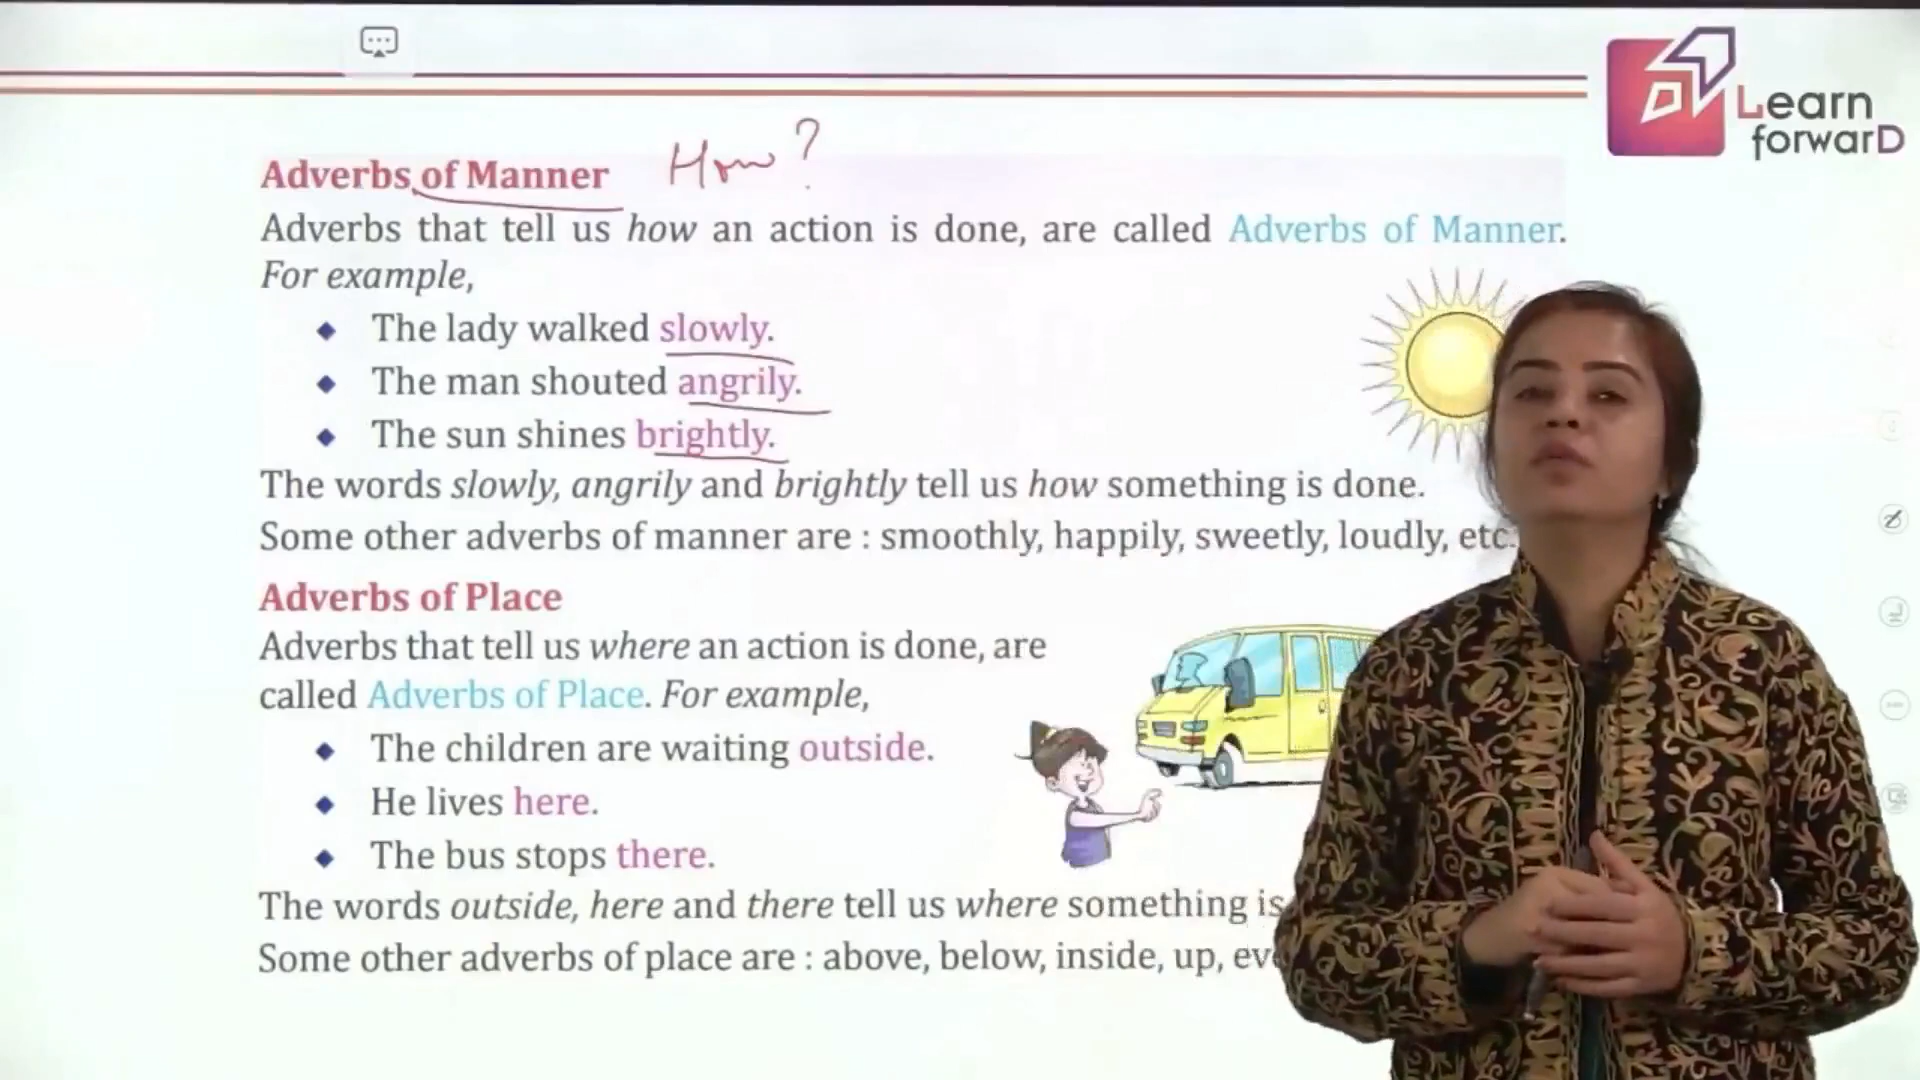 Learn
forwarD
Adverbs of Manner How?
Adverbs that tell us how an action is done, are called Adverbs of Manner.
For example,
◆ The lady walked slowly.
◆ The man shouted angrily.
◆ The sun shines brightly.
The words slowly, angrily and brightly tell us how something is done.
Some other adverbs of manner are : smoothly, happily, sweetly, loudly, etc.
Adverbs of Place
Adverbs that tell us where an action is done, are
called Adverbs of Place. For example,
◆ The children are waiting outside.
◆ He lives here.
◆ The bus stops there.
The words outside, here and there tell us where something is
Some other adverbs of place are : above, below, inside, up,